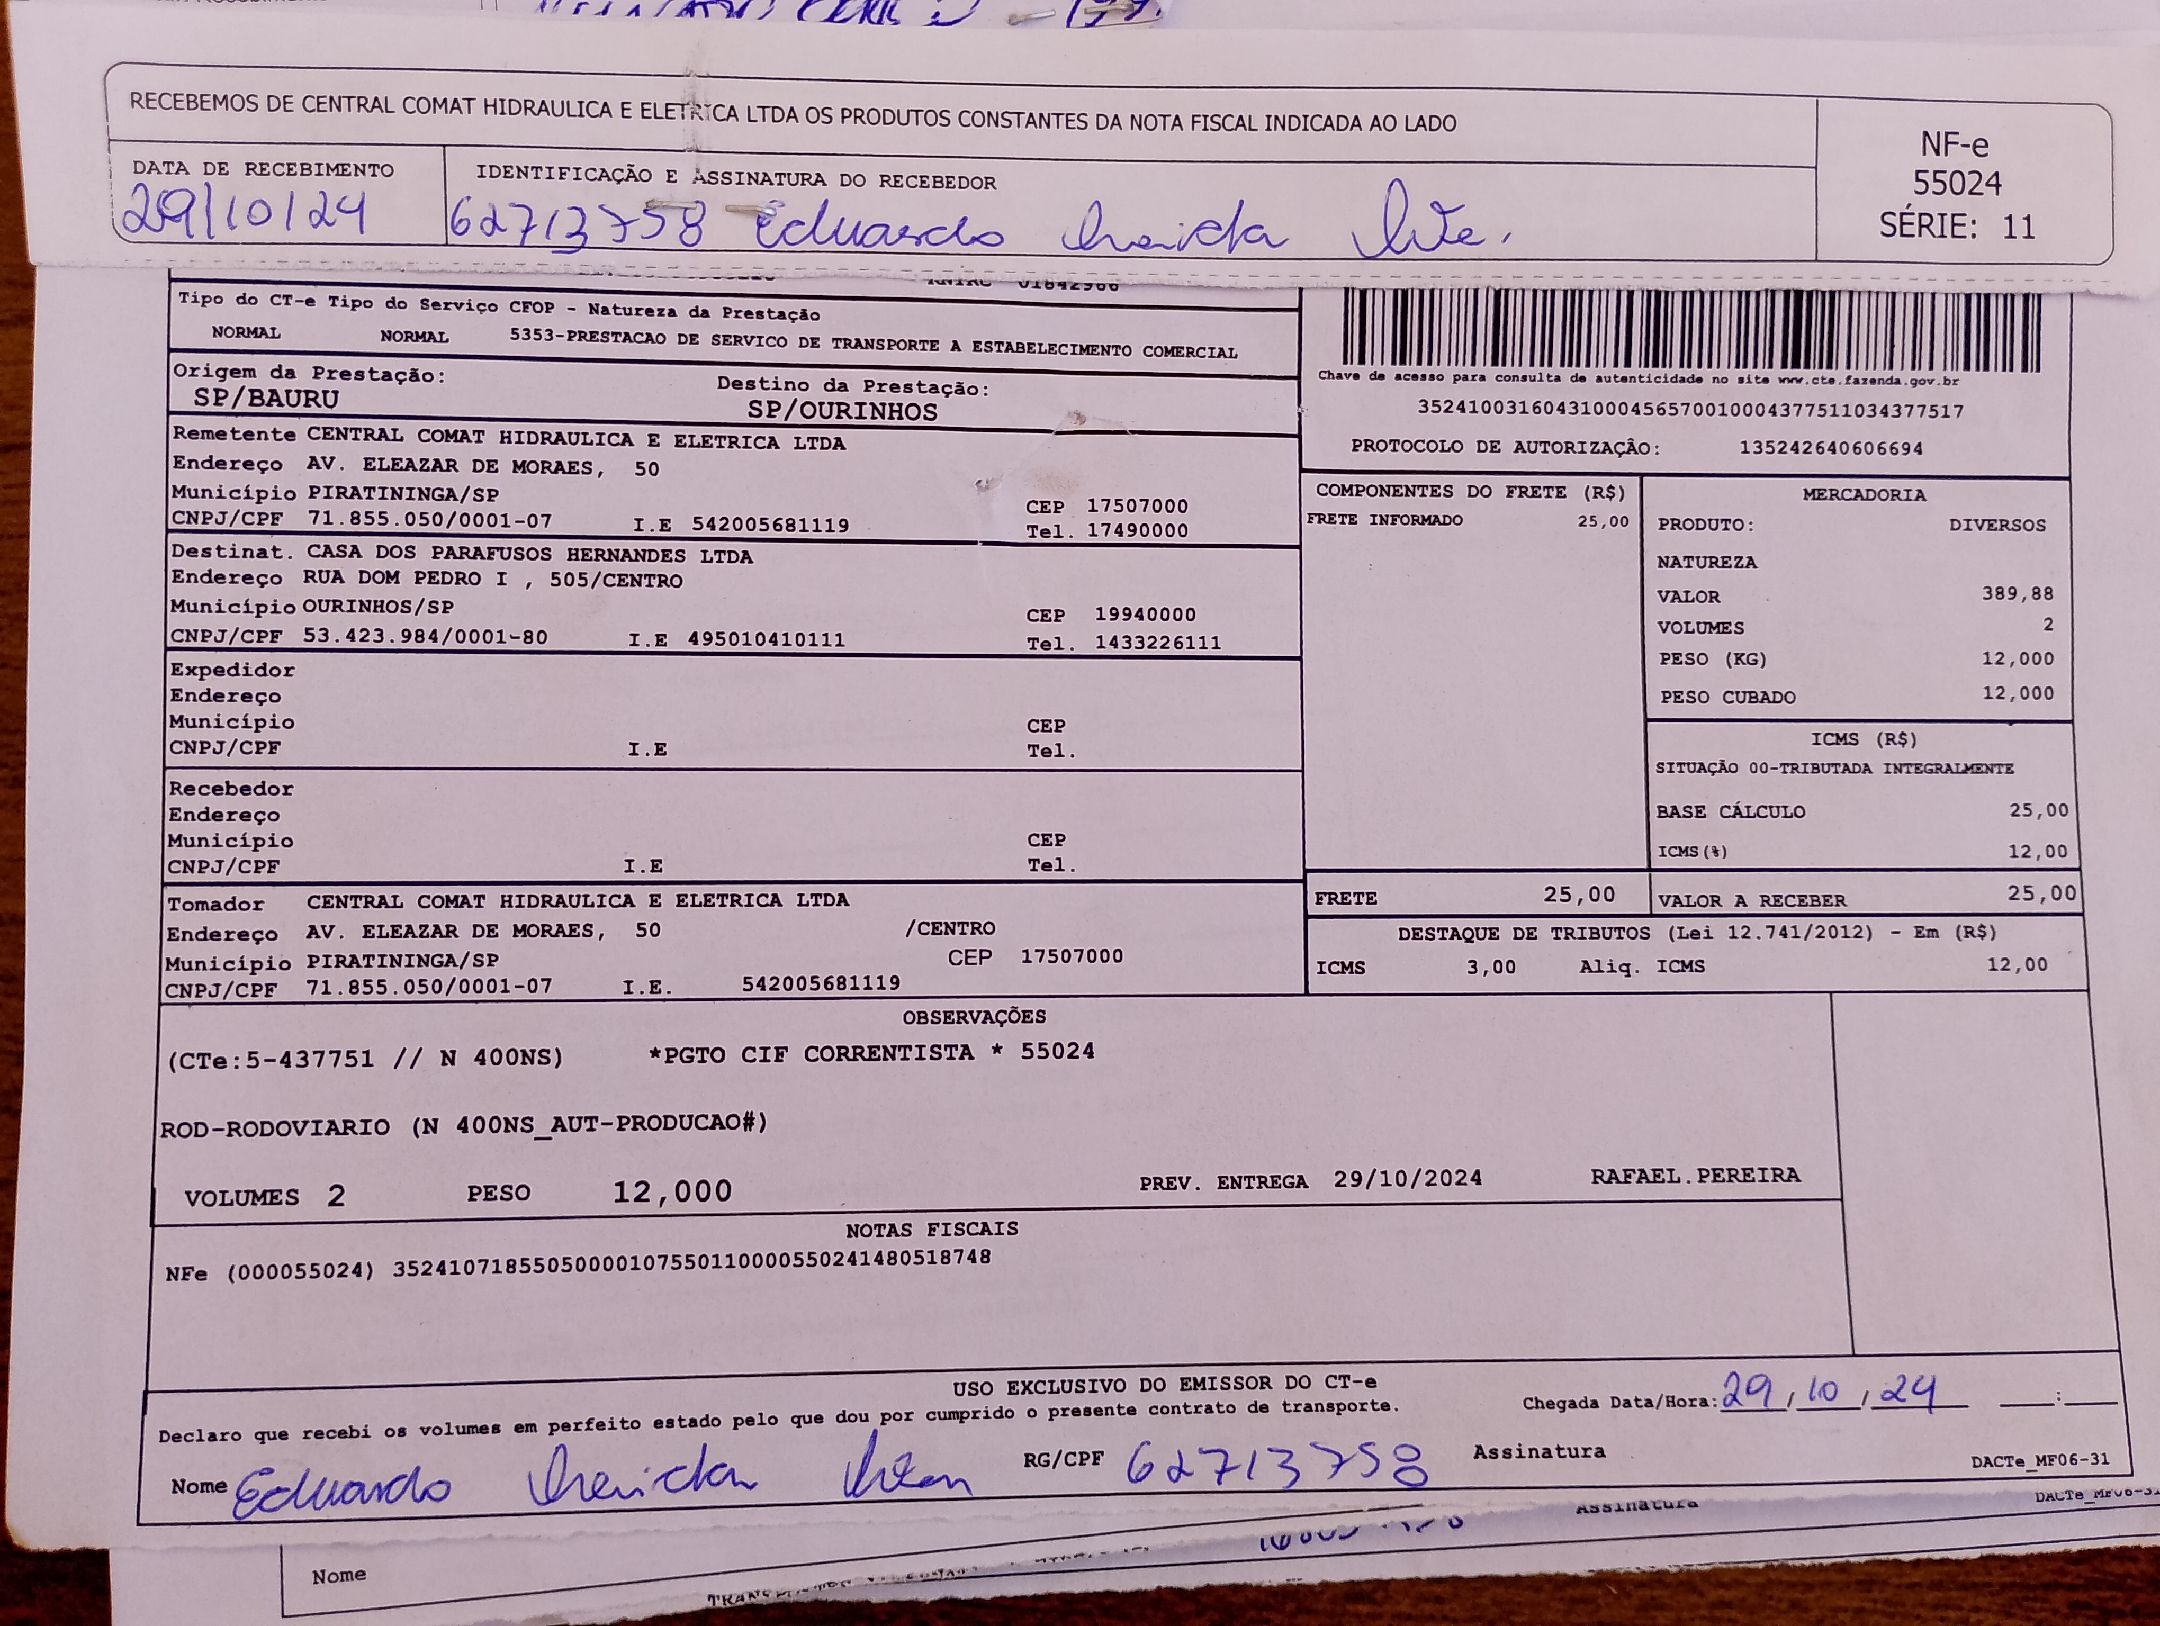 RECEBEMOS DE CENTRAL COMAT HIDRAULICA E ELETRICA LTDA OS PRODUTOS CONSTANTES DA NOTA FISCAL INDICADA AO LADO
NF-e
55024
SÉRIE: 11
DATA DE RECEBIMENTO
29/10/24
IDENTIFICAÇÃO E ASSINATURA DO RECEBEDOR
62713758 Eduardo
Tipo do CT-e Tipo do Serviço CFOP - Natureza da Prestação
NORMAL NORMAL 5353-PRESTACAO DE SERVICO DE TRANSPORTE A ESTABELECIMENTO COMERCIAL
Origem da Prestação: Destino da Prestação:
SP/BAURU SP/OURINHOS
Chave de acesso para consulta de autenticidade no site www.cte.fazenda.gov.br
35241003160431000456570010004377511034377517
PROTOCOLO DE AUTORIZAÇÃO: 135242640606694
Remetente CENTRAL COMAT HIDRAULICA E ELETRICA LTDA
Endereço AV. ELEAZAR DE MORAES, 50
Município PIRATININGA/SP CEP 17507000
CNPJ/CPF 71.855.050/0001-07 I.E 542005681119 Tel. 17490000
Destinat. CASA DOS PARAFUSOS HERNANDES LTDA
Endereço RUA DOM PEDRO I , 505/CENTRO
Município OURINHOS/SP CEP 19940000
CNPJ/CPF 53.423.984/0001-80 I.E 495010410111 Tel. 1433226111
Expedidor
Endereço
Município CEP
CNPJ/CPF I.E Tel.
Recebedor
Endereço
Município CEP
CNPJ/CPF I.E Tel.
Tomador CENTRAL COMAT HIDRAULICA E ELETRICA LTDA
Endereço AV. ELEAZAR DE MORAES, 50 /CENTRO
Município PIRATININGA/SP CEP 17507000
CNPJ/CPF 71.855.050/0001-07 I.E. 542005681119
COMPONENTES DO FRETE (R$)
FRETE INFORMADO 25,00
MERCADORIA
PRODUTO: DIVERSOS
NATUREZA
VALOR 389,88
VOLUMES 2
PESO (KG) 12,000
PESO CUBADO 12,000
ICMS (R$)
SITUAÇÃO 00-TRIBUTADA INTEGRALMENTE
BASE CÁLCULO 25,00
ICMS(%) 12,00
FRETE 25,00 VALOR A RECEBER 25,00
DESTAQUE DE TRIBUTOS (Lei 12.741/2012) - Em (R$)
ICMS 3,00 Aliq. ICMS 12,00
OBSERVAÇÕES
(CTe:5-437751 // N 400NS) *PGTO CIF CORRENTISTA * 55024
ROD-RODOVIARIO (N 400NS_AUT-PRODUCAO#)
VOLUMES 2 PESO 12,000 PREV. ENTREGA 29/10/2024 RAFAEL.PEREIRA
NOTAS FISCAIS
NFe (000055024) 35241071855050000107550110000550241480518748
USO EXCLUSIVO DO EMISSOR DO CT-e
Declaro que recebi os volumes em perfeito estado pelo que dou por cumprido o presente contrato de transporte.
Chegada Data/Hora: 29/10/24 __:__
Nome Eduardo RG/CPF 62713758 Assinatura
DACTe_MF06-31
Assinatura
Nome